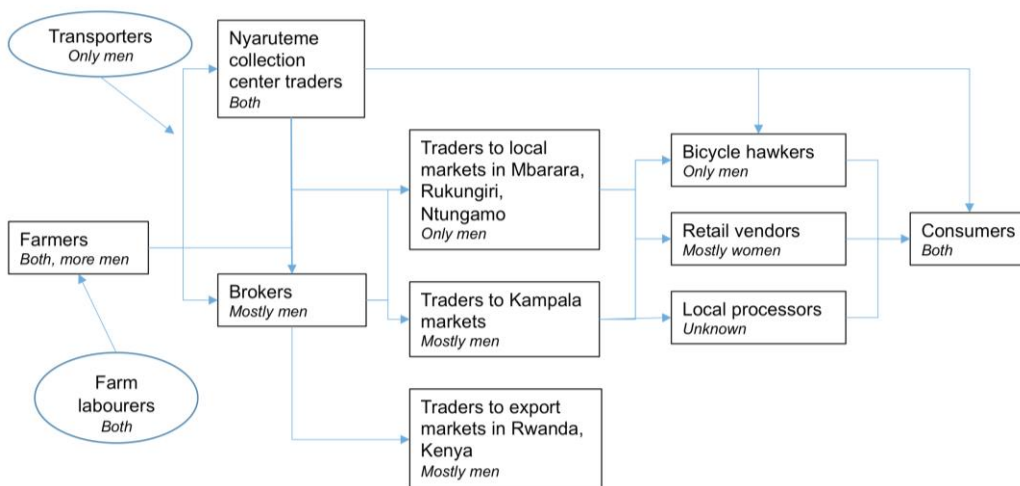 Transporters
Only men
Nyaruteme
collection
center traders
Both
Farmers
Both, more men
Farm
labourers
Both
Brokers
Mostly men
Traders to local
markets in Mbarara,
Rukungiri,
Ntungamo
Only men
Traders to Kampala
markets
Mostly men
Traders to export
markets in Rwanda,
Kenya
Mostly men
Bicycle hawkers
Only men
Retail vendors
Mostly women
Local processors
Unknown
Consumers
Both